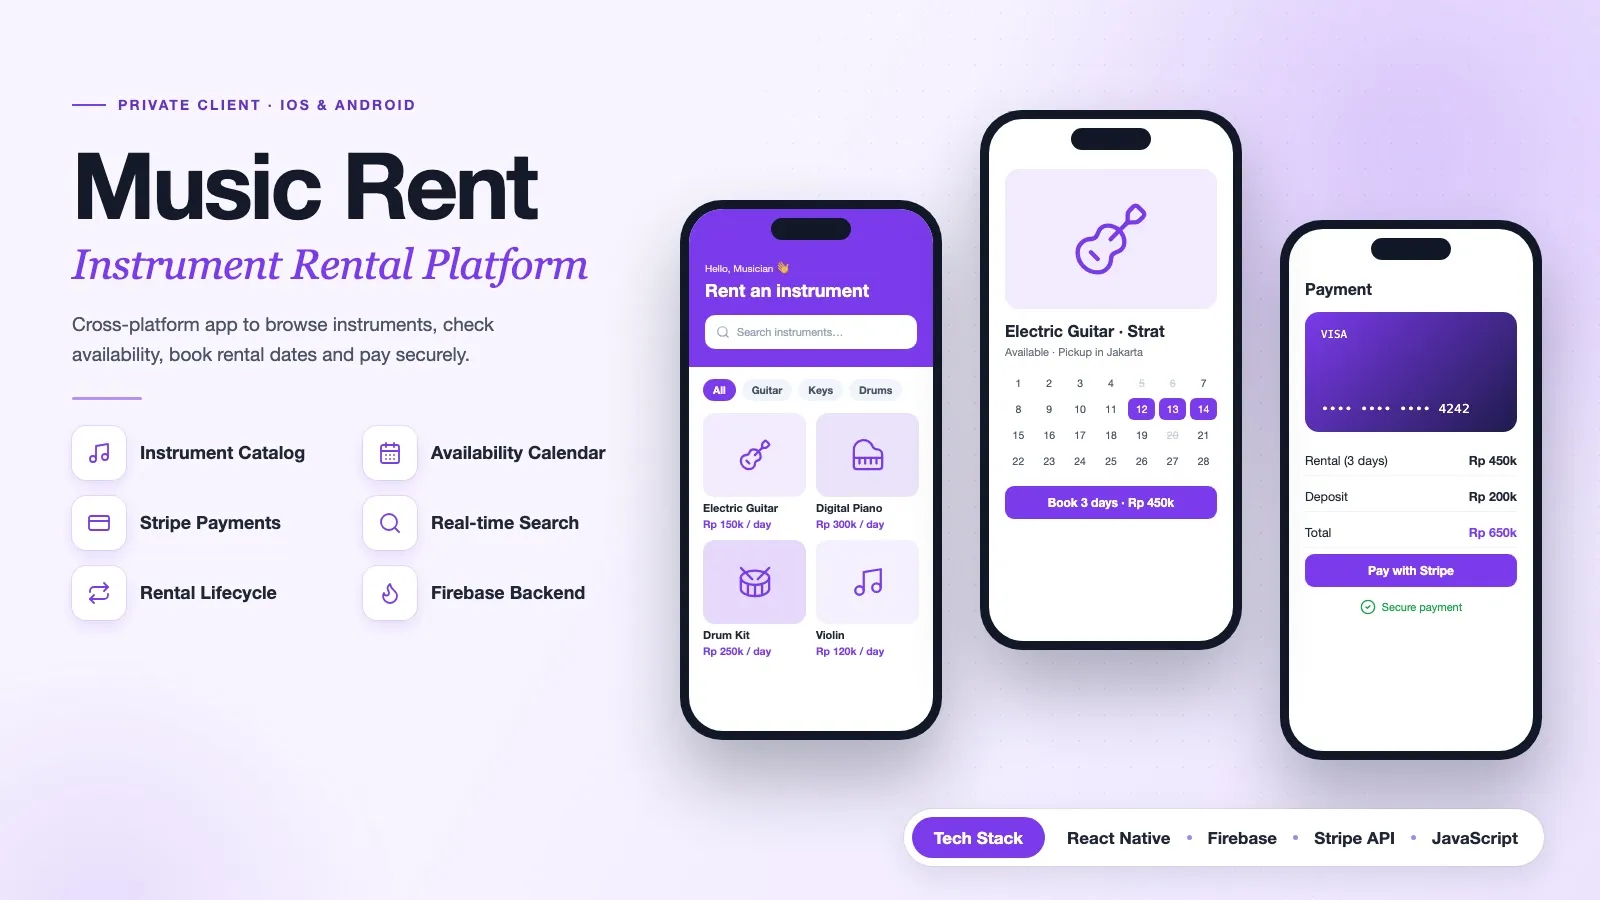 PRIVATE CLIENT · IOS & ANDROID
Music Rent
Instrument Rental Platform
Cross-platform app to browse instruments, check
availability, book rental dates and pay securely.
Instrument Catalog
Availability Calendar
Stripe Payments
Real-time Search
Rental Lifecycle
Firebase Backend
Hello, Musician 👋
Rent an instrument
Search instruments...
All Guitar Keys Drums
Electric Guitar
Rp 150k / day
Digital Piano
Rp 300k / day
Drum Kit
Rp 250k / day
Violin
Rp 120k / day
Electric Guitar · Strat
Available · Pickup in Jakarta
1 2 3 4 5 6 7
8 9 10 11 12 13 14
15 16 17 18 19 20 21
22 23 24 25 26 27 28
Book 3 days · Rp 450k
Payment
VISA
•••• •••• •••• 4242
Rental (3 days) Rp 450k
Deposit Rp 200k
Total Rp 650k
Pay with Stripe
Secure payment
Tech Stack React Native • Firebase • Stripe API • JavaScript